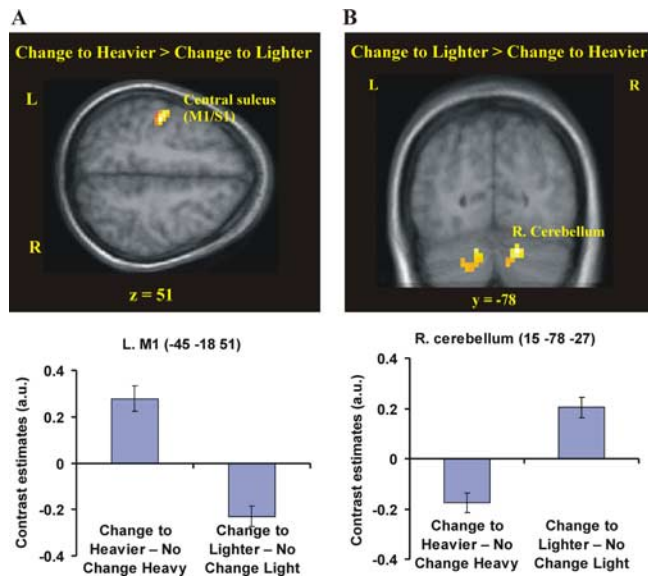 A
Change to Heavier > Change to Lighter
L
Central sulcus
(M1/S1)
R
z = 51
L. M1 (-45 -18 51)
Contrast estimates (a.u.)
0.4
0.2
0
-0.2
-0.4
Change to
Heavier – No
Change Heavy
Change to
Lighter – No
Change Light
B
Change to Lighter > Change to Heavier
L
R
R. Cerebellum
y = -78
R. cerebellum (15 -78 -27)
Contrast estimates (a.u.)
0.4
0.2
0
-0.2
-0.4
Change to
Heavier – No
Change Heavy
Change to
Lighter – No
Change Light